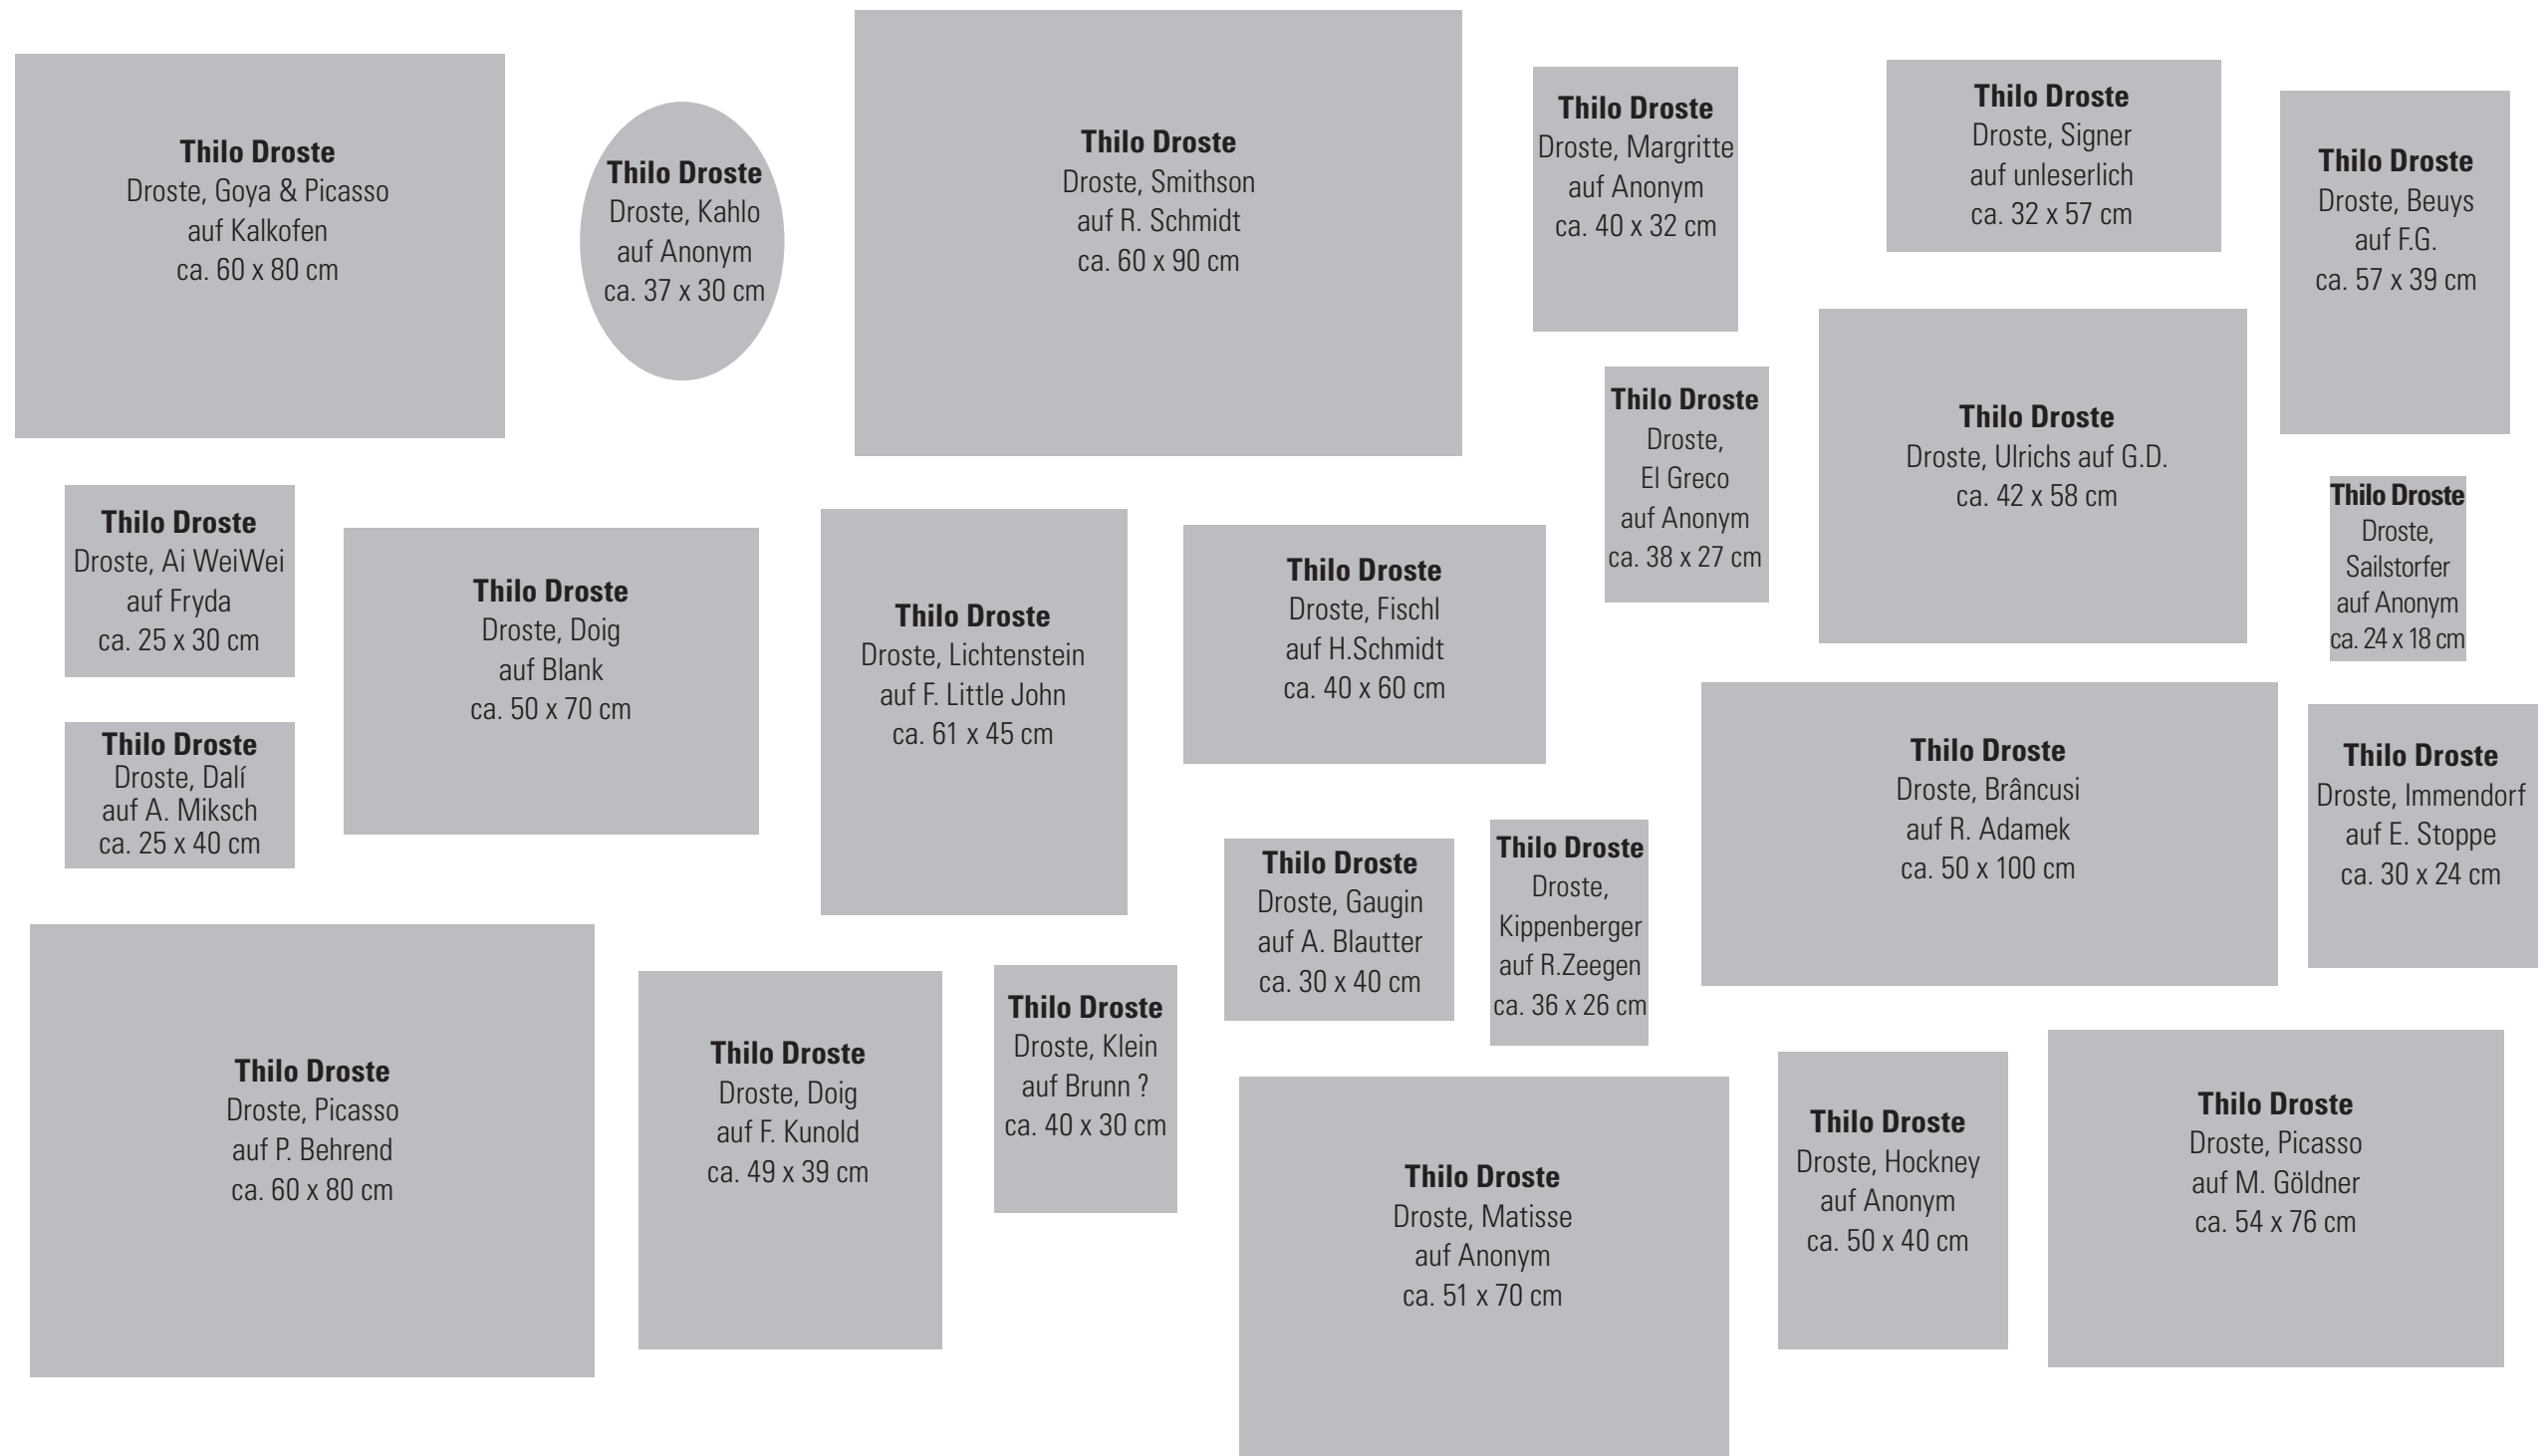 Thilo Droste
Droste, Goya & Picasso
auf Kalkofen
ca. 60 x 80 cm
Thilo Droste
Droste, Kahlo
auf Anonym
ca. 37 x 30 cm
Thilo Droste
Droste, Smithson
auf R. Schmidt
ca. 60 x 90 cm
Thilo Droste
Droste, Margritte
auf Anonym
ca. 40 x 32 cm
Thilo Droste
Droste, Signer
auf unleserlich
ca. 32 x 57 cm
Thilo Droste
Droste, Beuys
auf F.G.
ca. 57 x 39 cm
Thilo Droste
Droste,
El Greco
auf Anonym
ca. 38 x 27 cm
Thilo Droste
Droste, Ulrichs auf G.D.
ca. 42 x 58 cm
Thilo Droste
Droste,
Sailstorfer
auf Anonym
ca. 24 x 18 cm
Thilo Droste
Droste, Ai WeiWei
auf Fryda
ca. 25 x 30 cm
Thilo Droste
Droste, Doig
auf Blank
ca. 50 x 70 cm
Thilo Droste
Droste, Lichtenstein
auf F. Little John
ca. 61 x 45 cm
Thilo Droste
Droste, Fischl
auf H.Schmidt
ca. 40 x 60 cm
Thilo Droste
Droste, Dalí
auf A. Miksch
ca. 25 x 40 cm
Thilo Droste
Droste, Brâncusi
auf R. Adamek
ca. 50 x 100 cm
Thilo Droste
Droste, Immendorf
auf E. Stoppe
ca. 30 x 24 cm
Thilo Droste
Droste, Gaugin
auf A. Blautter
ca. 30 x 40 cm
Thilo Droste
Droste,
Kippenberger
auf R.Zeegen
ca. 36 x 26 cm
Thilo Droste
Droste, Picasso
auf P. Behrend
ca. 60 x 80 cm
Thilo Droste
Droste, Doig
auf F. Kunold
ca. 49 x 39 cm
Thilo Droste
Droste, Klein
auf Brunn ?
ca. 40 x 30 cm
Thilo Droste
Droste, Matisse
auf Anonym
ca. 51 x 70 cm
Thilo Droste
Droste, Hockney
auf Anonym
ca. 50 x 40 cm
Thilo Droste
Droste, Picasso
auf M. Göldner
ca. 54 x 76 cm